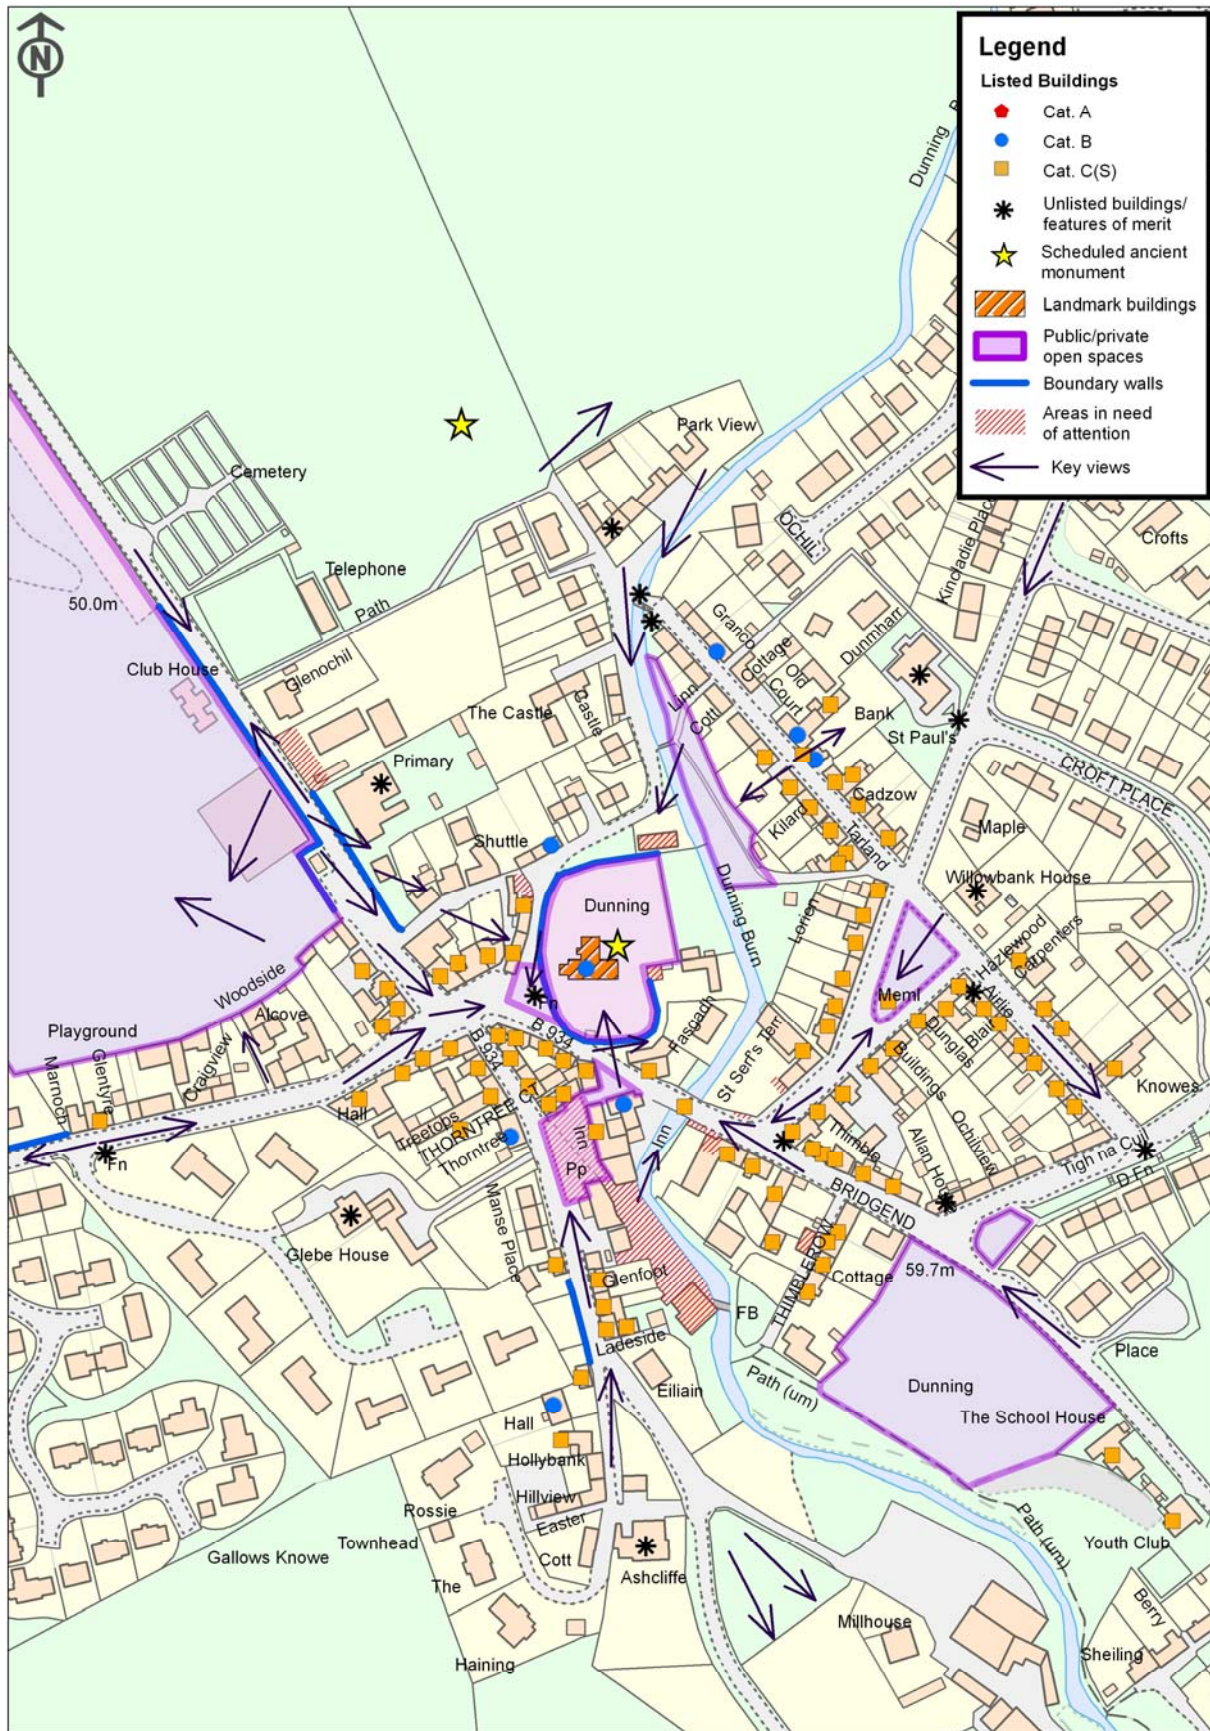 N
Legend
Listed Buildings
Cat. A
Cat. B
Cat. C(S)
Unlisted buildings/
features of merit
Scheduled ancient
monument
Landmark buildings
Public/private
open spaces
Boundary walls
Areas in need
of attention
Key views
Dunning
Park View
Cemetery
OCHIL
Kincladie Place
Crofts
Telephone
Path
50.0m
Club House
Glenochil
Granco
Cottage
Old
Court
Dunmharr
Linn
Cott
The Castle
Castle
Bank
St Paul's
CROFT PLACE
Primary
Cadzow
Kilard
Tarland
Maple
Shuttle
Willowbank House
Dunning
Dunning Burn
Lorien
Hazlewood
Carpenters
Woodside
Meml
Airlie
Blair
Fn
Alcove
Playground
Fasgadh
Dunglas
Buildings
B 934
B 934
Marnoch
Glentyre
Craigview
St Serf's Terr
Knowes
Hall
Treetops
THORNTREE
Thorntree
Inn
Inn
Thimble
Ochilview
Allan House
Tigh na Cv
Fn
Pp
D Fn
BRIDGEND
Manse Place
Glebe House
THIMBLEROW
Cottage
59.7m
Glenfoot
FB
Ladeside
Place
Path (um)
Eiliain
Dunning
The School House
Hall
Hollybank
Hillview
Rossie
Easter
Townhead
Path (um)
Youth Club
Gallows Knowe
Cott
The
Ashcliffe
Berry
Millhouse
Sheiling
Haining